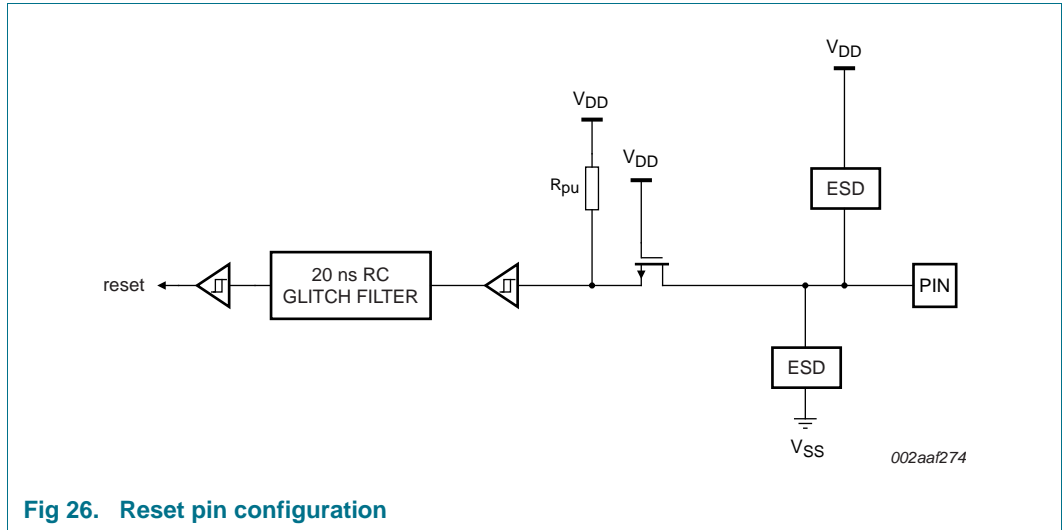 VDD
VDD
VDD
Rpu
ESD
reset
20 ns RC
GLITCH FILTER
PIN
ESD
VSS
002aaf274
Fig 26. Reset pin configuration